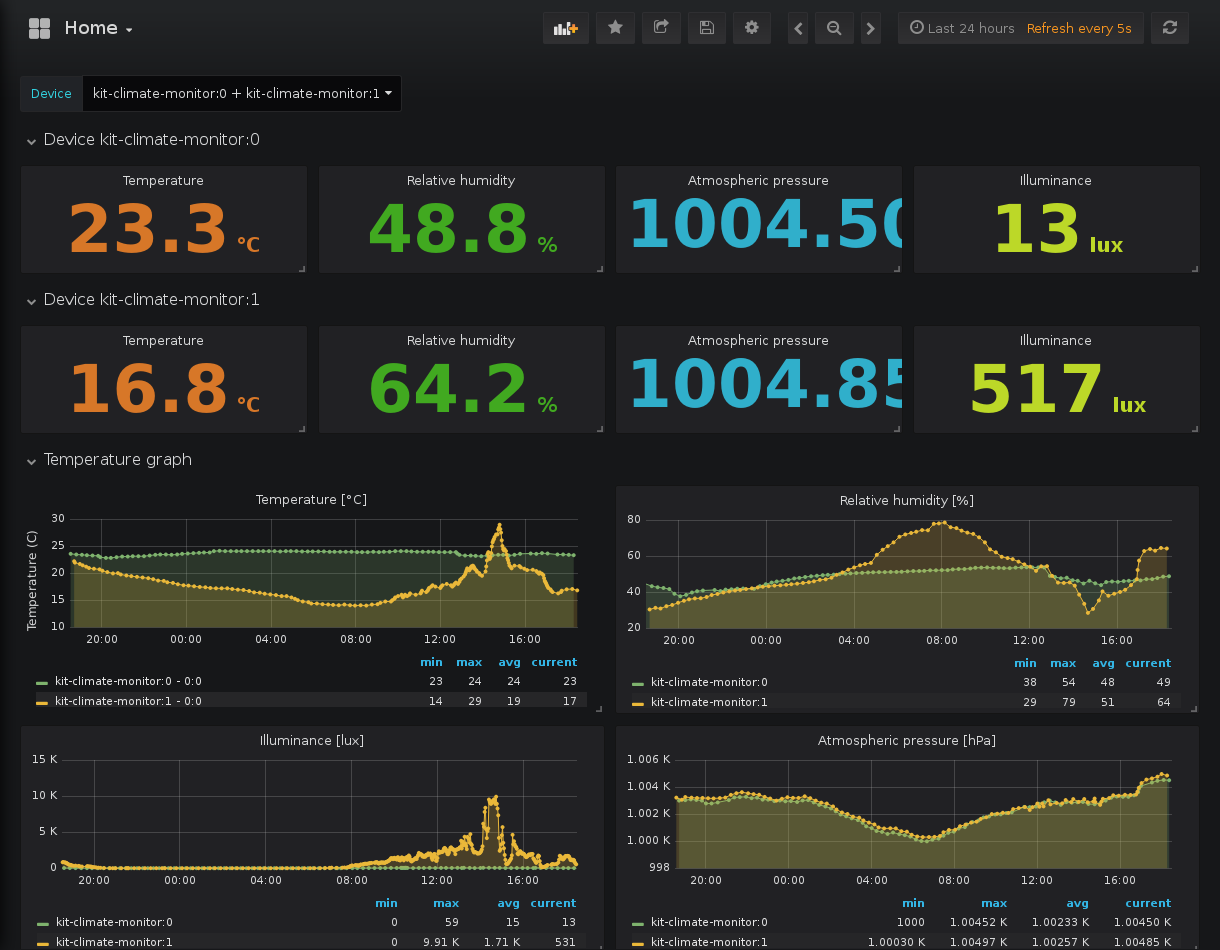 Home
Last 24 hours Refresh every 5s
Device kit-climate-monitor:0 + kit-climate-monitor:1
Device kit-climate-monitor:0
Temperature Relative humidity Atmospheric pressure Illuminance
23.3 °C 48.8 % 1004.50 13 lux
Device kit-climate-monitor:1
Temperature Relative humidity Atmospheric pressure Illuminance
16.8 °C 64.2 % 1004.85 517 lux
Temperature graph
Temperature [°C]
Temperature (C)
30
25
20
15
10
20:00 00:00 04:00 08:00 12:00 16:00
min max avg current
kit-climate-monitor:0 - 0:0 23 24 24 23
kit-climate-monitor:1 - 0:0 14 29 19 17
Relative humidity [%]
80
60
40
20
20:00 00:00 04:00 08:00 12:00 16:00
min max avg current
kit-climate-monitor:0 38 54 48 49
kit-climate-monitor:1 29 79 51 64
Illuminance [lux]
15 K
10 K
5 K
0
20:00 00:00 04:00 08:00 12:00 16:00
min max avg current
kit-climate-monitor:0 0 59 15 13
kit-climate-monitor:1 0 9.91 K 1.71 K 531
Atmospheric pressure [hPa]
1.006 K
1.004 K
1.002 K
1.000 K
998
20:00 00:00 04:00 08:00 12:00 16:00
min max avg current
kit-climate-monitor:0 1000 1.00452 K 1.00233 K 1.00450 K
kit-climate-monitor:1 1.00030 K 1.00497 K 1.00257 K 1.00485 K